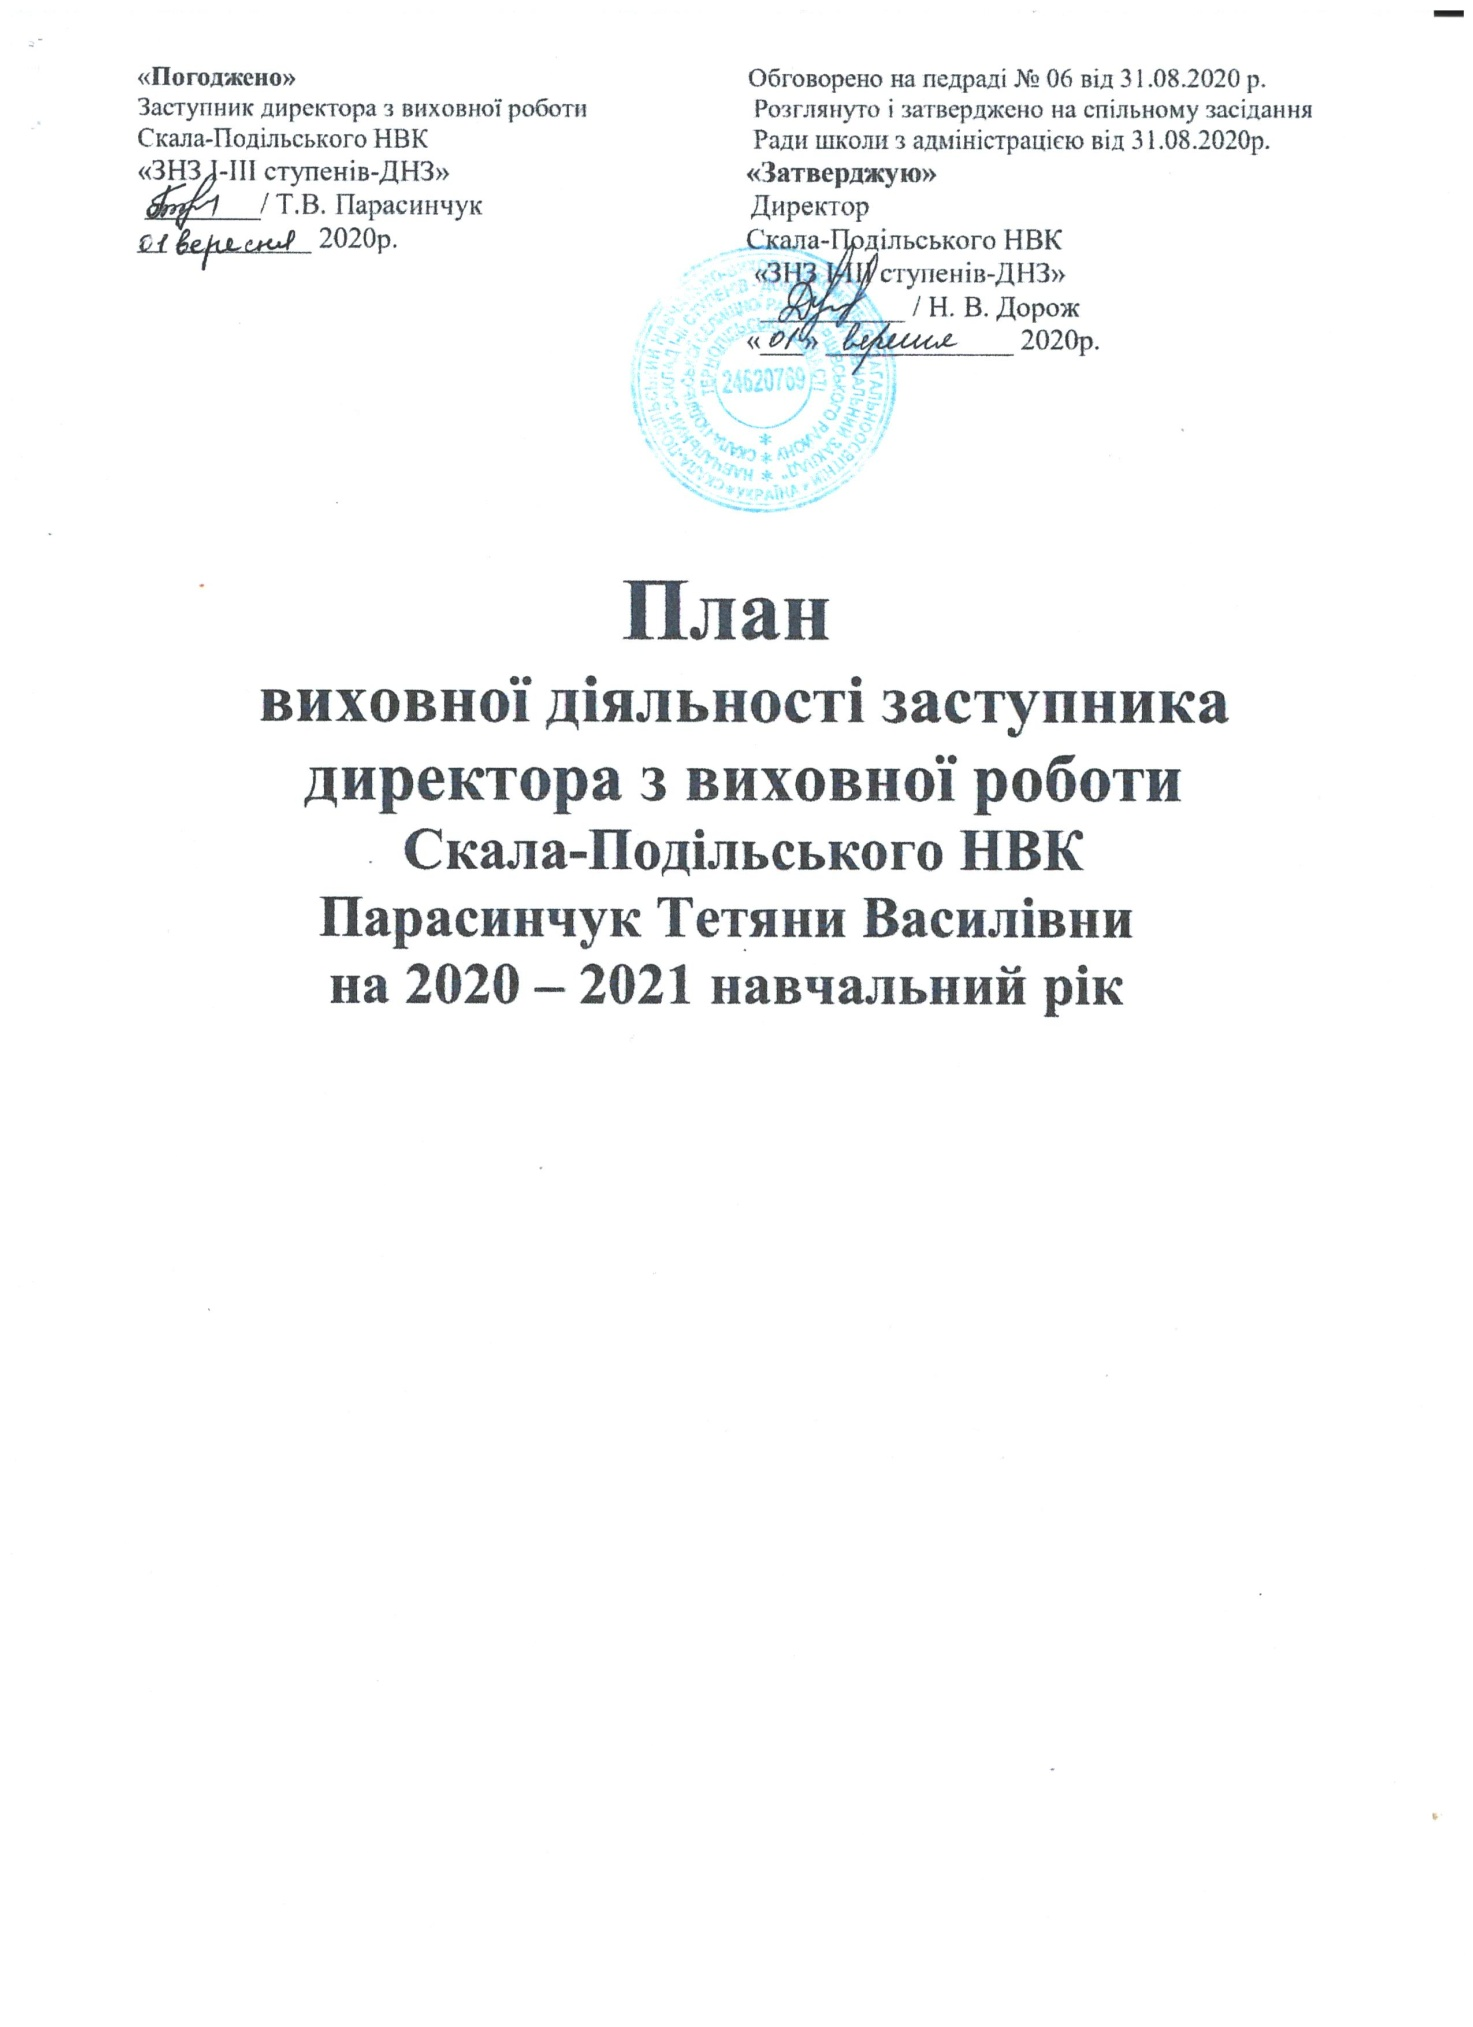 «Погоджено»
Заступник директора з виховної роботи
Скала-Подільського НВК
«ЗНЗ І-ІІІ ступенів-ДНЗ»
/ Т.В. Парасинчук
01 вересня 2020р.
Обговорено на педраді № 06 від 31.08.2020 р.
Розглянуто і затверджено на спільному засідання
Ради школи з адміністрацією від 31.08.2020р.
«Затверджую»
Директор
Скала-Подільського НВК
«ЗНЗ І-ІІІ ступенів-ДНЗ»
/ Н. В. Дорож
«01» вересня 2020р.
24620769
УКРАЇНА
План
виховної діяльності заступника
директора з виховної роботи
Скала-Подільського НВК
Парасинчук Тетяни Василівни
на 2020 – 2021 навчальний рік